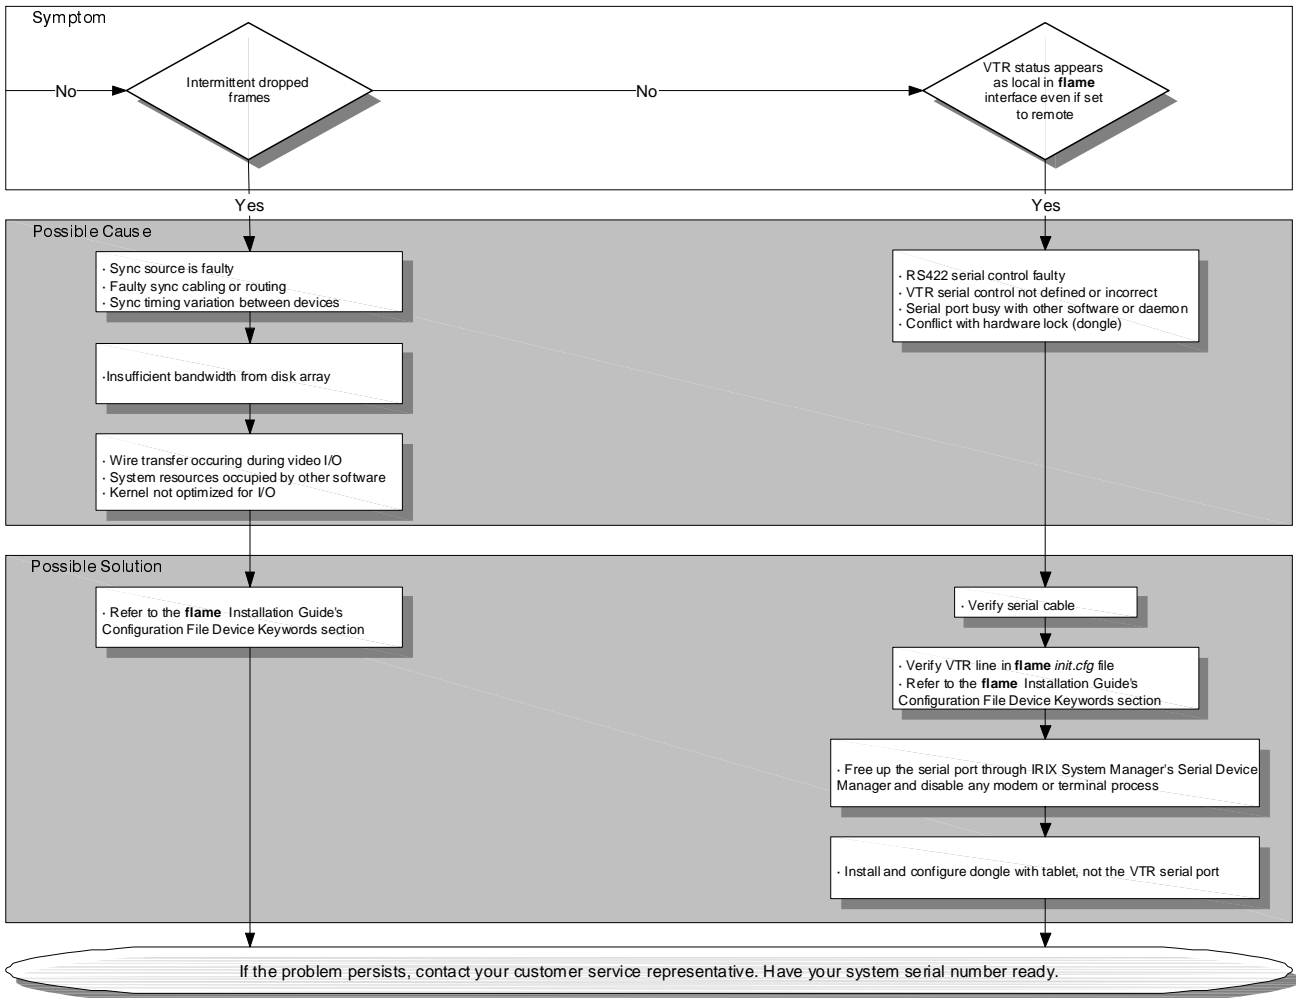 Symptom
No
Intermittent dropped
frames
No
VTR status appears
as local in flame
interface even if set
to remote
Yes
Yes
Possible Cause
· Sync source is faulty
· Faulty sync cabling or routing
· Sync timing variation between devices
·Insufficient bandwidth from disk array
· Wire transfer occuring during video I/O
· System resources occupied by other software
· Kernel not optimized for I/O
· RS422 serial control faulty
· VTR serial control not defined or incorrect
· Serial port busy with other software or daemon
· Conflict with hardware lock (dongle)
Possible Solution
· Refer to the flame Installation Guide's
Configuration File Device Keywords section
· Verify serial cable
· Verify VTR line in flame init.cfg file
· Refer to the flame Installation Guide's
Configuration File Device Keywords section
· Free up the serial port through IRIX System Manager's Serial Device
Manager and disable any modem or terminal process
· Install and configure dongle with tablet, not the VTR serial port
If the problem persists, contact your customer service representative. Have your system serial number ready.